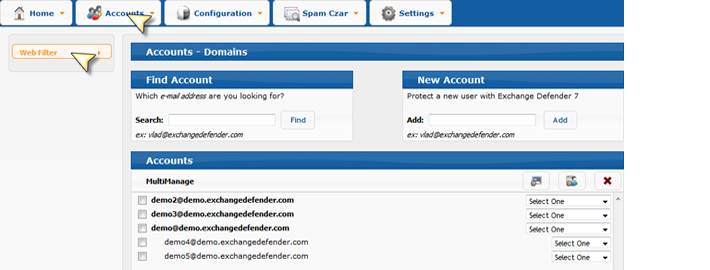 Home Accounts Configuration Spam Czar Settings
Web Filter
Accounts - Domains
Find Account
Which e-mail address are you looking for?
Search: Find
ex: vlad@exchangedefender.com
New Account
Protect a new user with Exchange Defender 7
Add: Add
ex: vlad@exchangedefender.com
Accounts
MultiManage
demo2@demo.exchangedefender.com Select One
demo3@demo.exchangedefender.com Select One
demo@demo.exchangedefender.com Select One
demo4@demo.exchangedefender.com Select One
demo5@demo.exchangedefender.com Select One